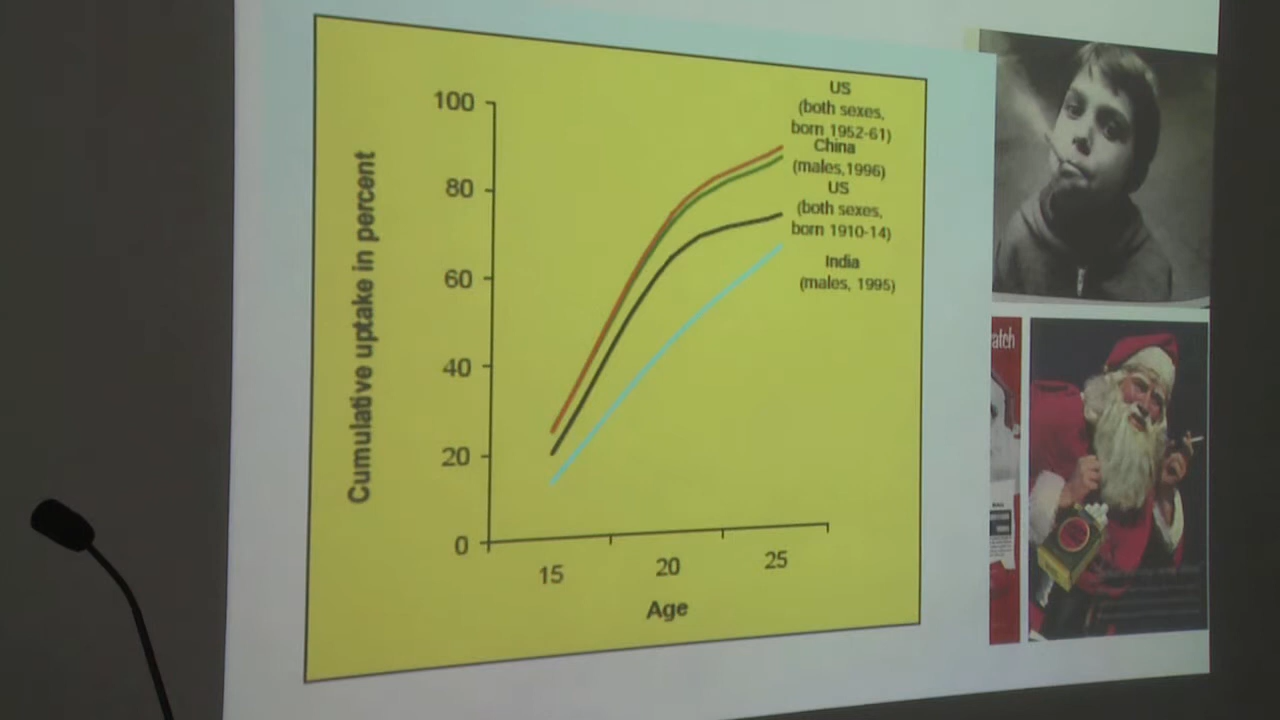 100
80
60
40
20
0
Cumulative uptake in percent
15 20 25
Age
US
(both sexes,
born 1952-61)
China
(males,1996)
US
(both sexes,
born 1910-14)
India
(males, 1995)
atch